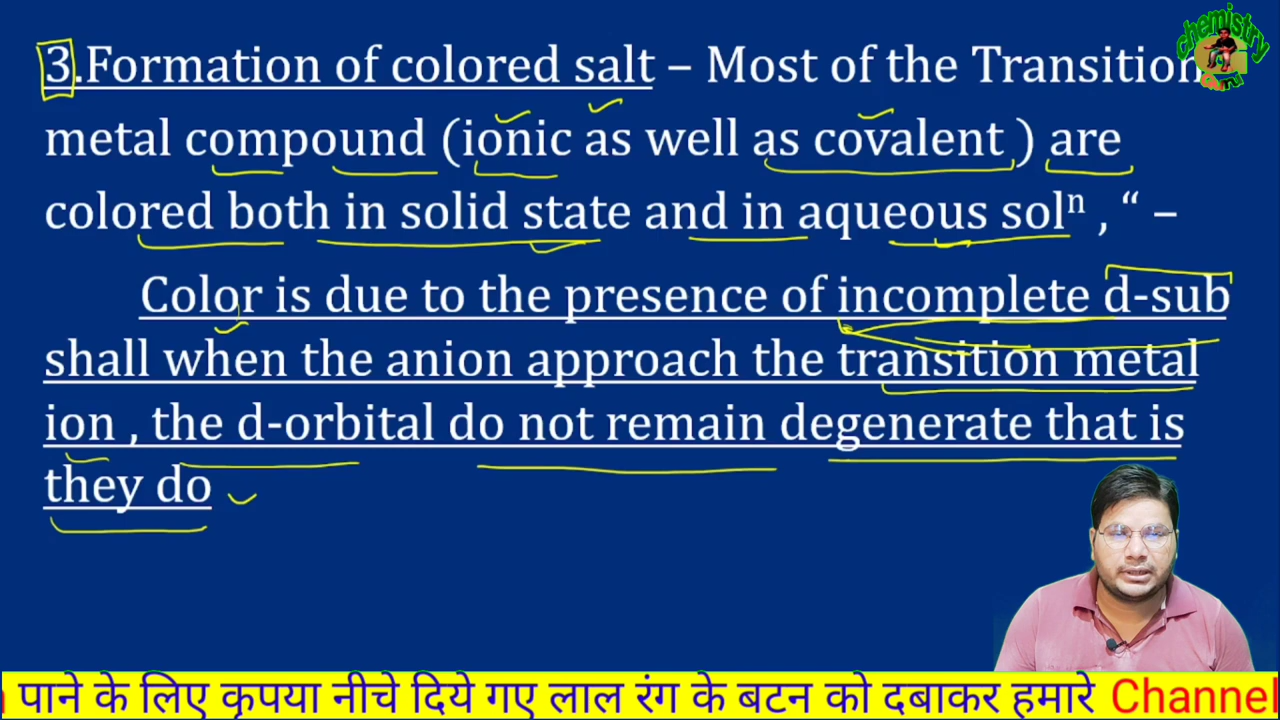 3.Formation of colored salt – Most of the Transition
metal compound (ionic as well as covalent ) are
colored both in solid state and in aqueous solⁿ , “ –
Color is due to the presence of incomplete d-sub
shall when the anion approach the transition metal
ion , the d-orbital do not remain degenerate that is
they do
chemistry
पाने के लिए कृपया नीचे दिये गए लाल रंग के बटन को दबाकर हमारे Channel